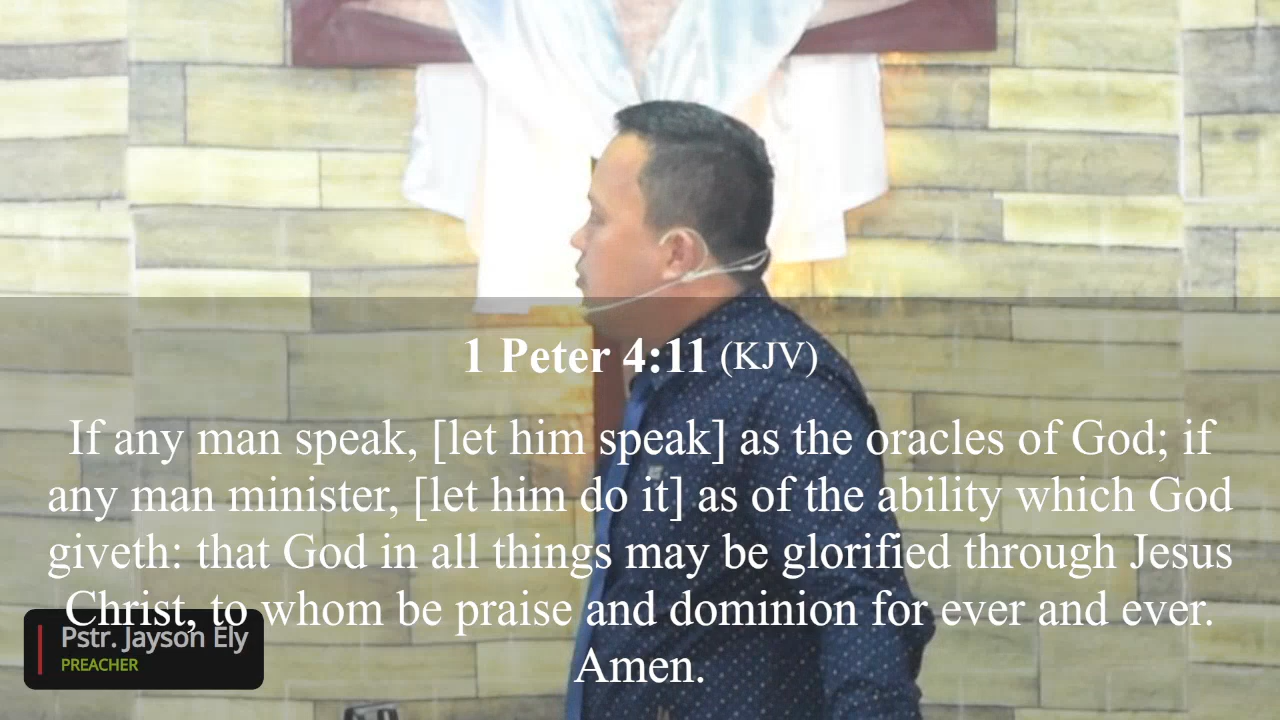 1 Peter 4:11 (KJV)
If any man speak, [let him speak] as the oracles of God; if
any man minister, [let him do it] as of the ability which God
giveth: that God in all things may be glorified through Jesus
Christ, to whom be praise and dominion for ever and ever.
Amen.
Pstr. Jayson Ely
PREACHER